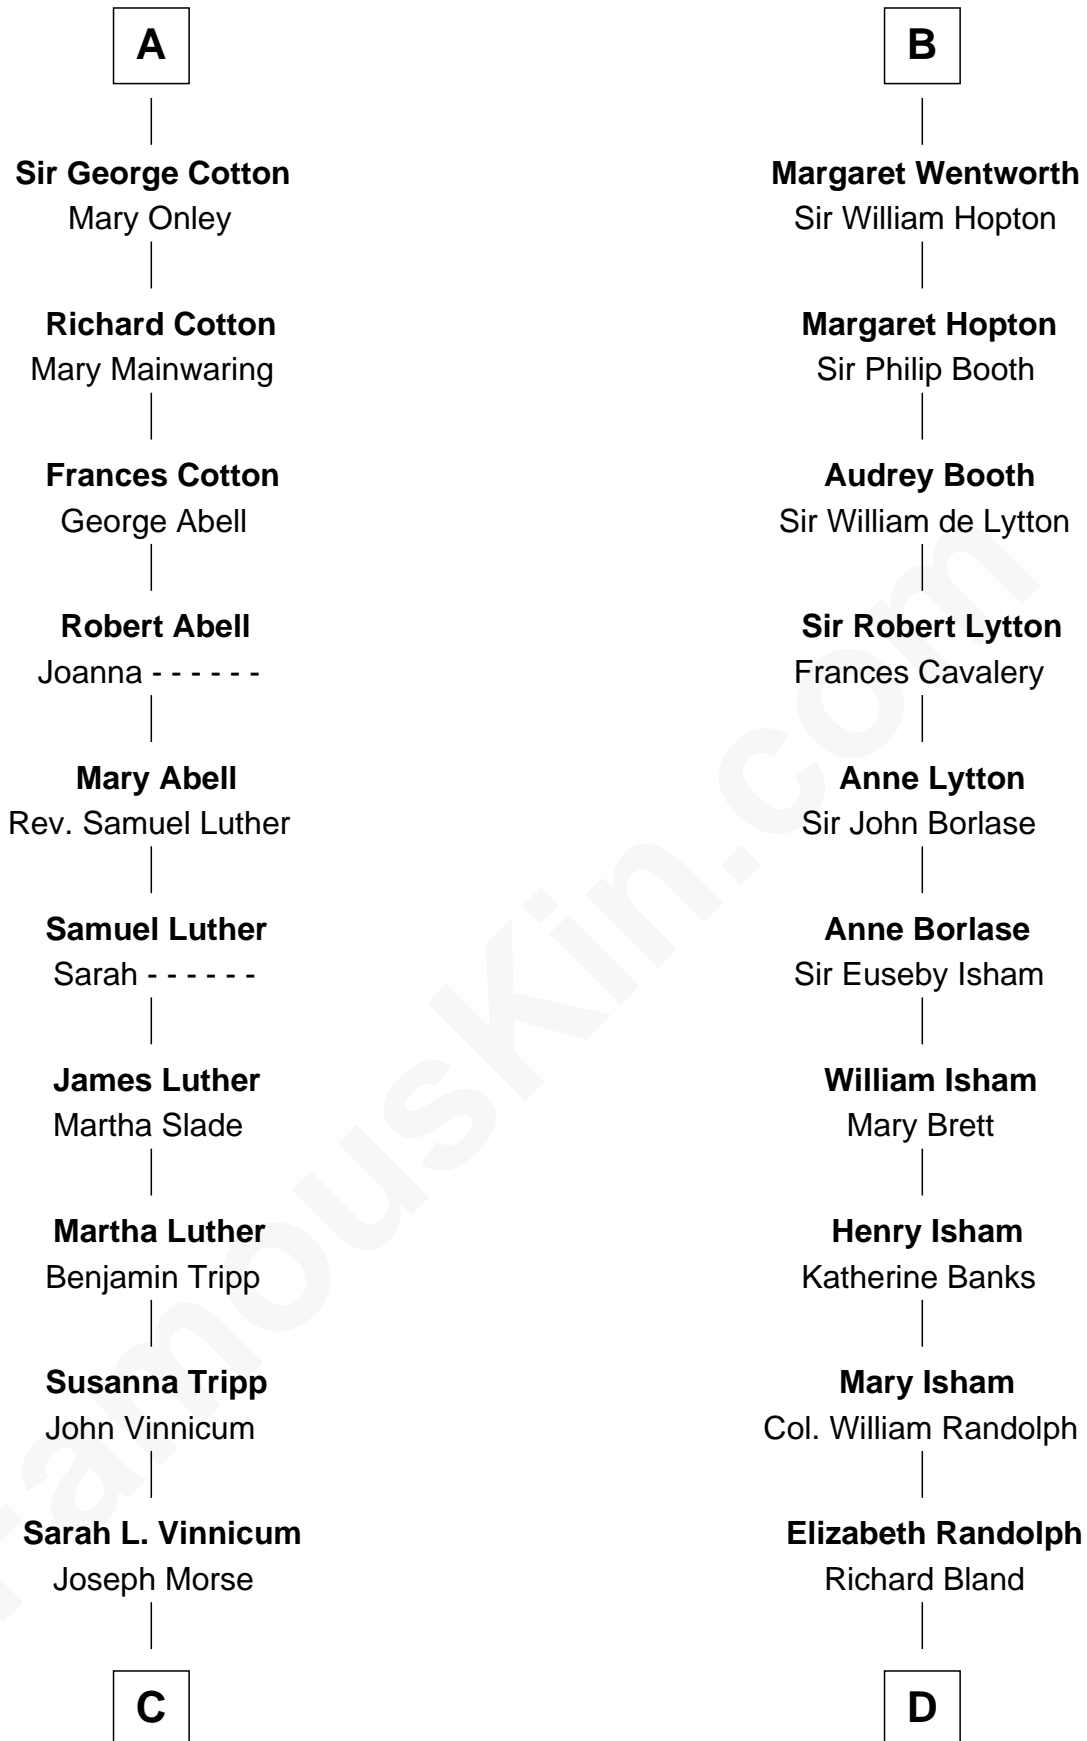 A
Sir George Cotton
Mary Onley
Richard Cotton
Mary Mainwaring
Frances Cotton
George Abell
Robert Abell
Joanna - - - - - -
Mary Abell
Rev. Samuel Luther
Samuel Luther
Sarah - - - - - -
James Luther
Martha Slade
Martha Luther
Benjamin Tripp
Susanna Tripp
John Vinnicum
Sarah L. Vinnicum
Joseph Morse
C
B
Margaret Wentworth
Sir William Hopton
Margaret Hopton
Sir Philip Booth
Audrey Booth
Sir William de Lytton
Sir Robert Lytton
Frances Cavalery
Anne Lytton
Sir John Borlase
Anne Borlase
Sir Euseby Isham
William Isham
Mary Brett
Henry Isham
Katherine Banks
Mary Isham
Col. William Randolph
Elizabeth Randolph
Richard Bland
D
FamousKin.com